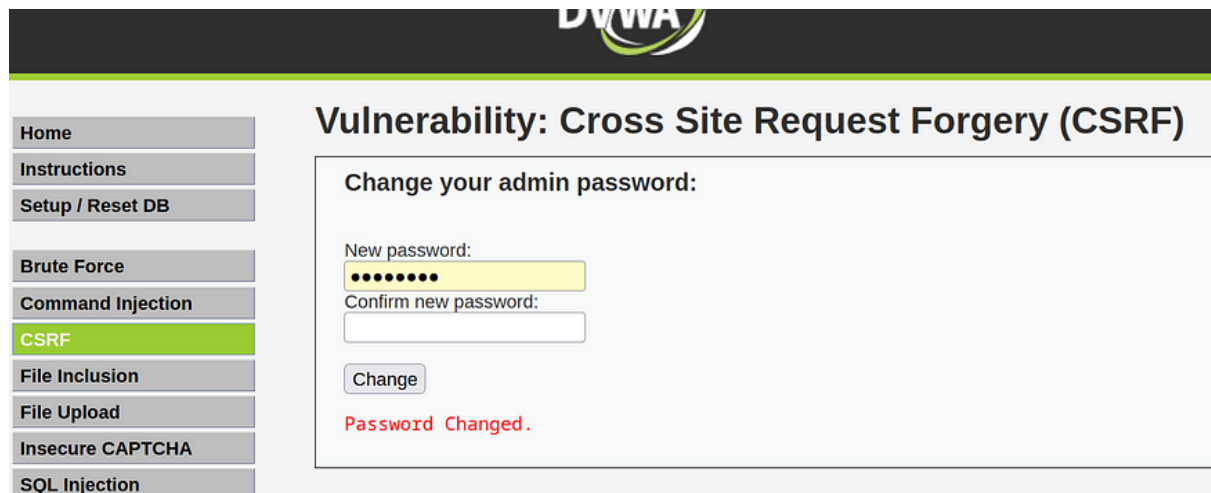 DVWA
Home
Instructions
Setup / Reset DB
Brute Force
Command Injection
CSRF
File Inclusion
File Upload
Insecure CAPTCHA
SQL Injection
Vulnerability: Cross Site Request Forgery (CSRF)
Change your admin password:
New password:
••••••••
Confirm new password:
Change
Password Changed.